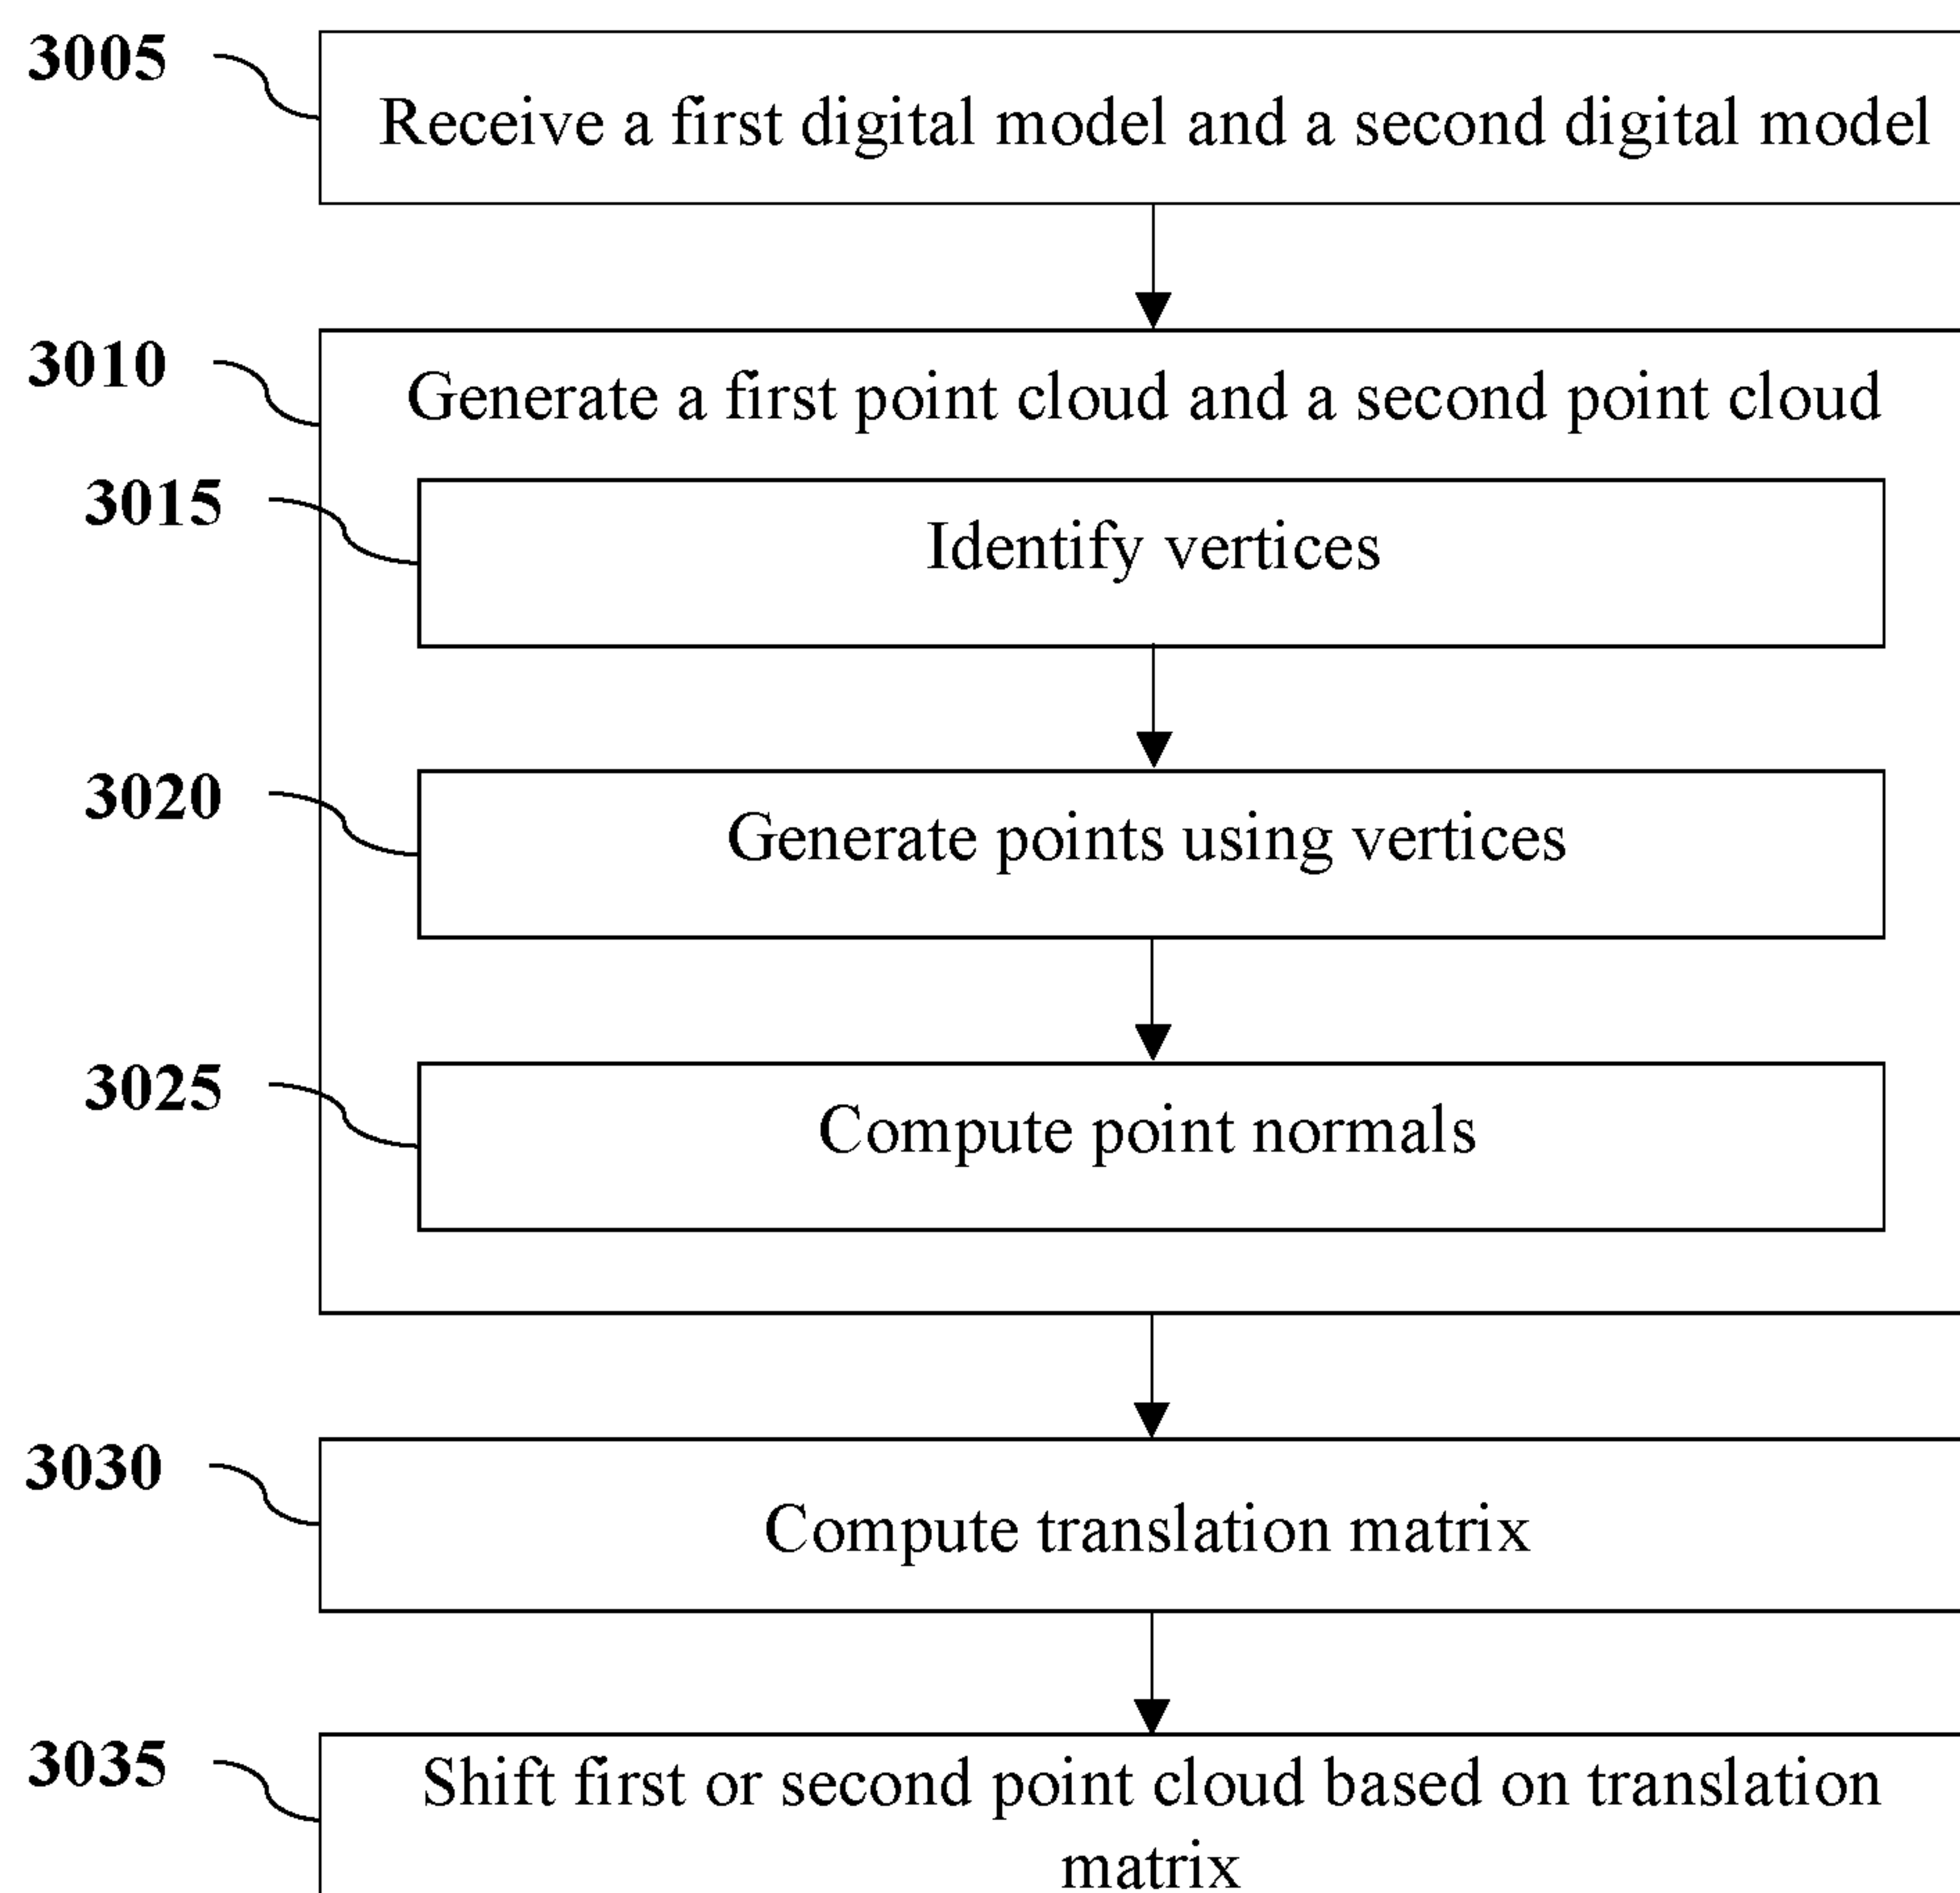 3005
Receive a first digital model and a second digital model
3010
Generate a first point cloud and a second point cloud
3015
Identify vertices
3020
Generate points using vertices
3025
Compute point normals
3030
Compute translation matrix
3035
Shift first or second point cloud based on translation
matrix